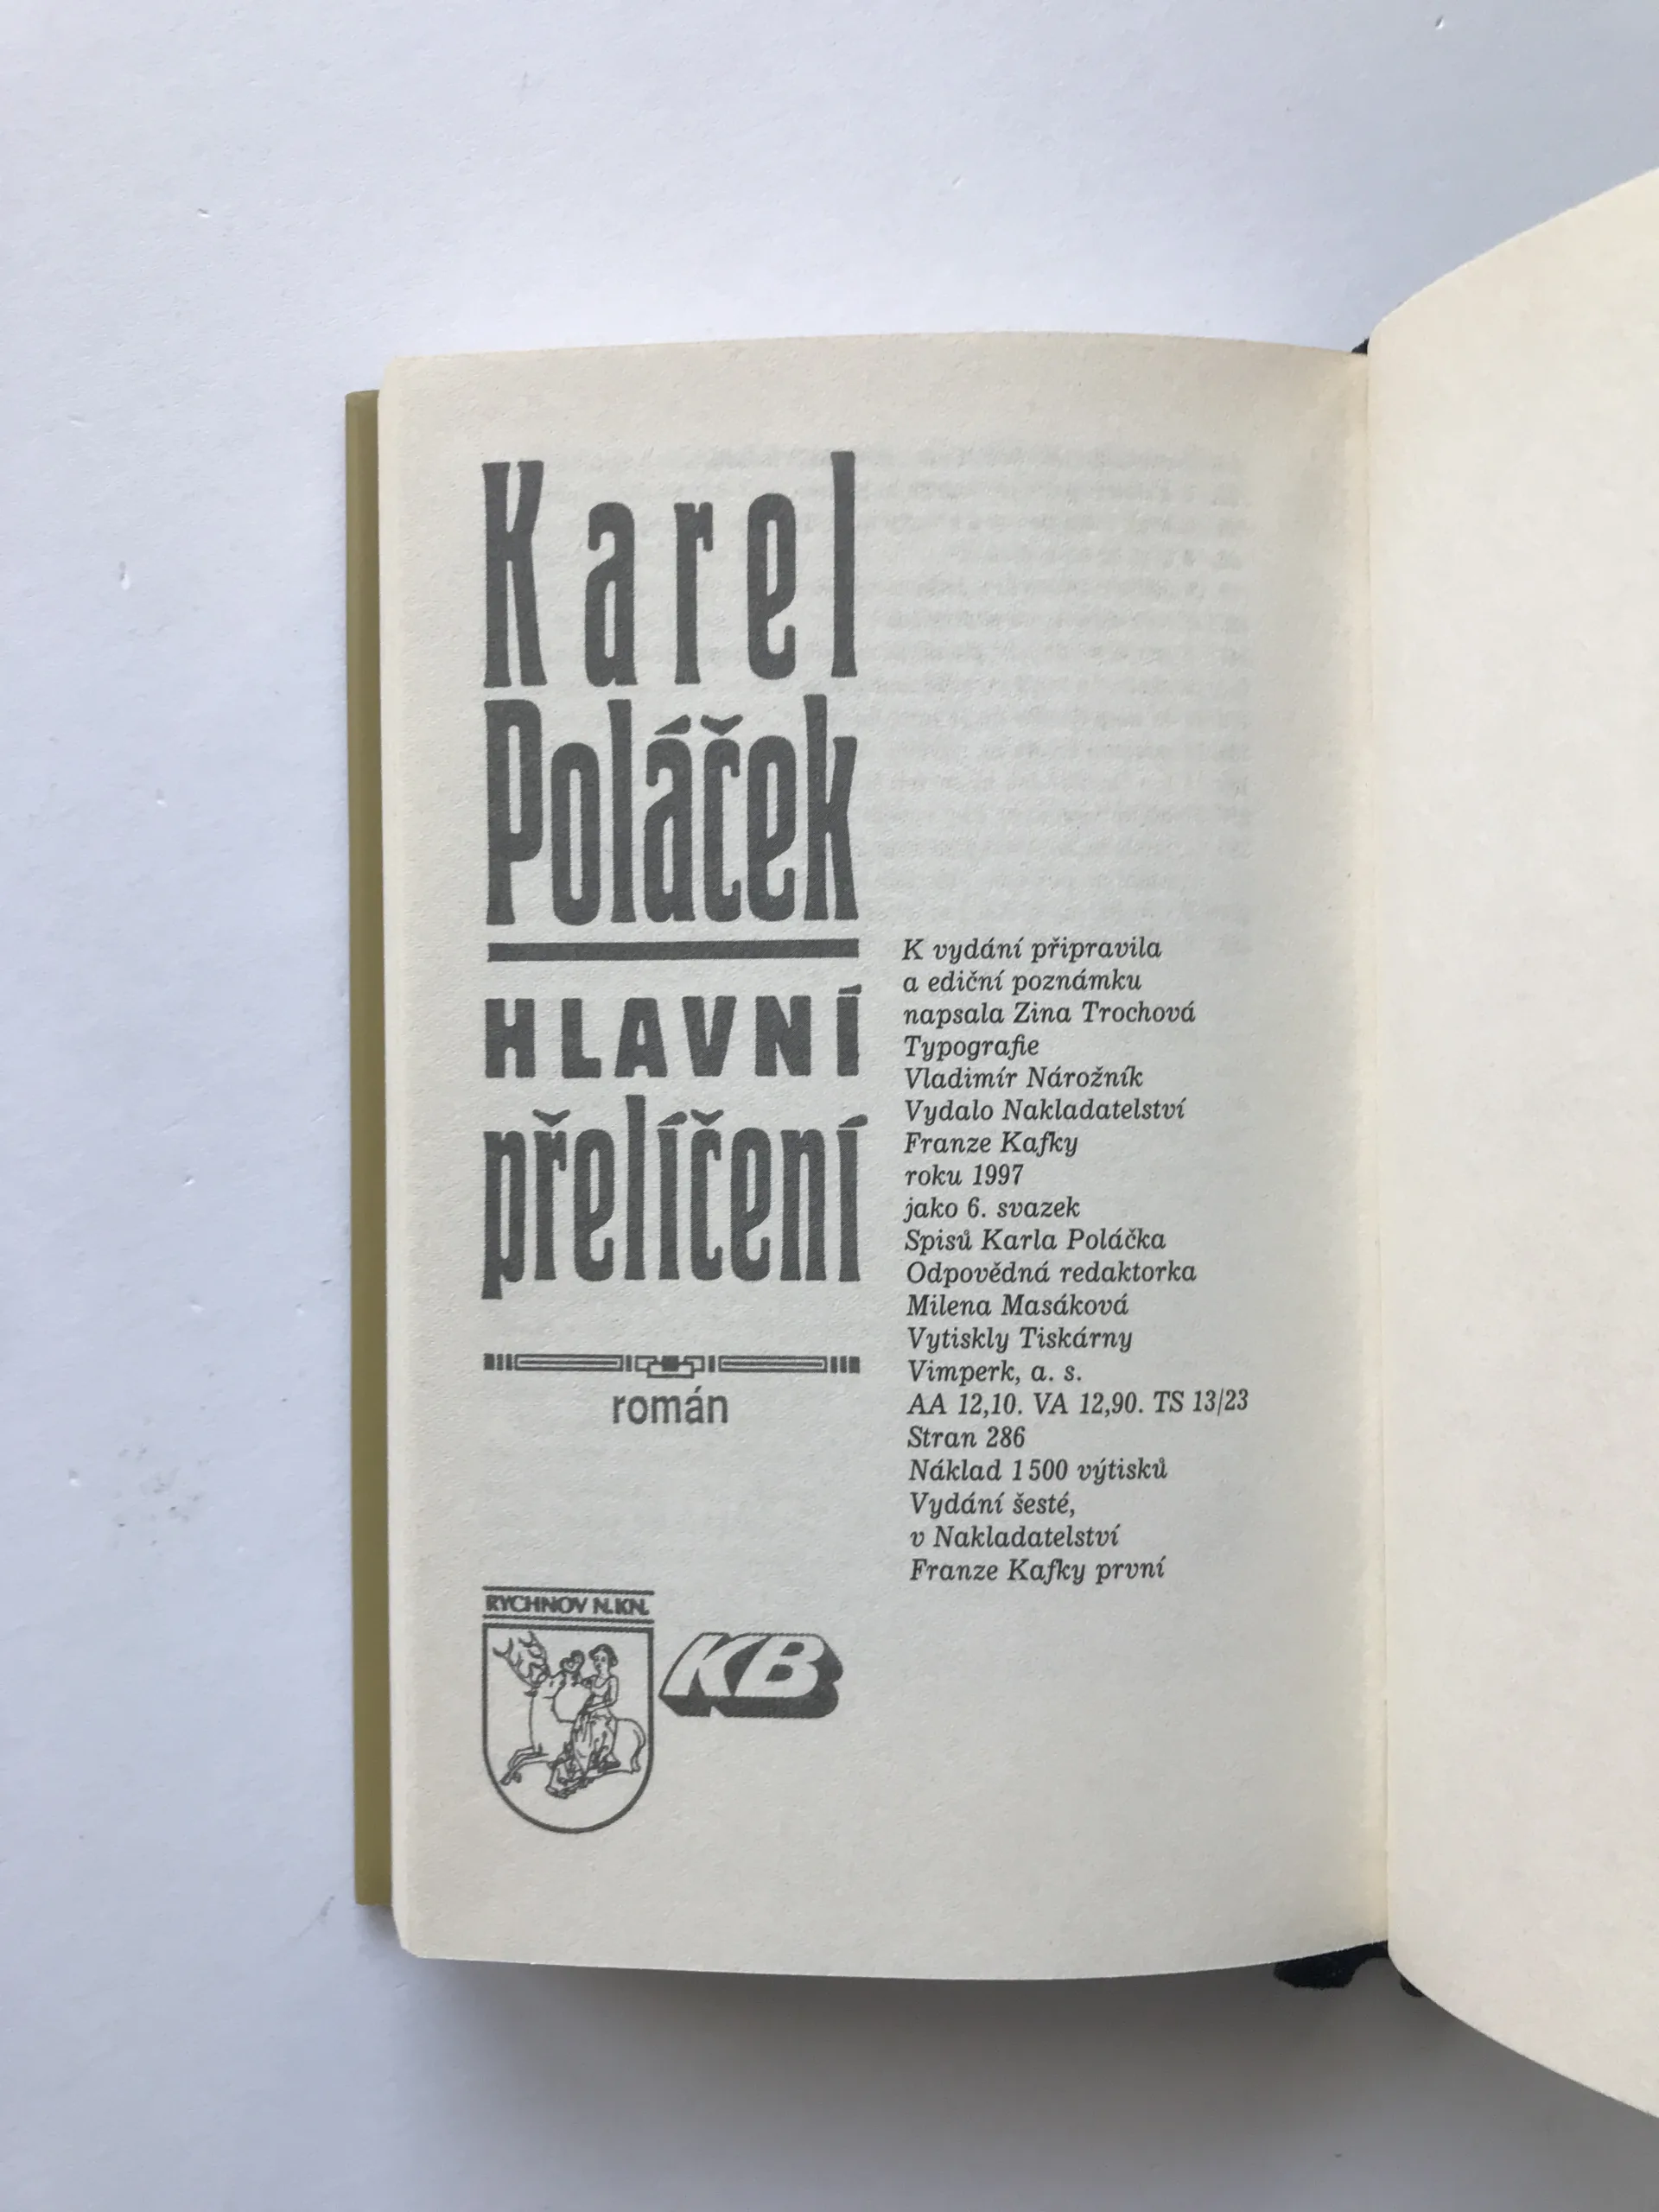 Karel
Poláček
HLAVNÍ
přelíčení
román
K vydání připravila
a ediční poznámku
napsala Zina Trochová
Typografie
Vladimír Nárožník
Vydalo Nakladatelství
Franze Kafky
roku 1997
jako 6. svazek
Spisů Karla Poláčka
Odpovědná redaktorka
Milena Masáková
Vytiskly Tiskárny
Vimperk, a. s.
AA 12,10. VA 12,90. TS 13/23
Stran 286
Náklad 1 500 výtisků
Vydání šesté,
v Nakladatelství
Franze Kafky první
RYCHNOV N.KN.
KB